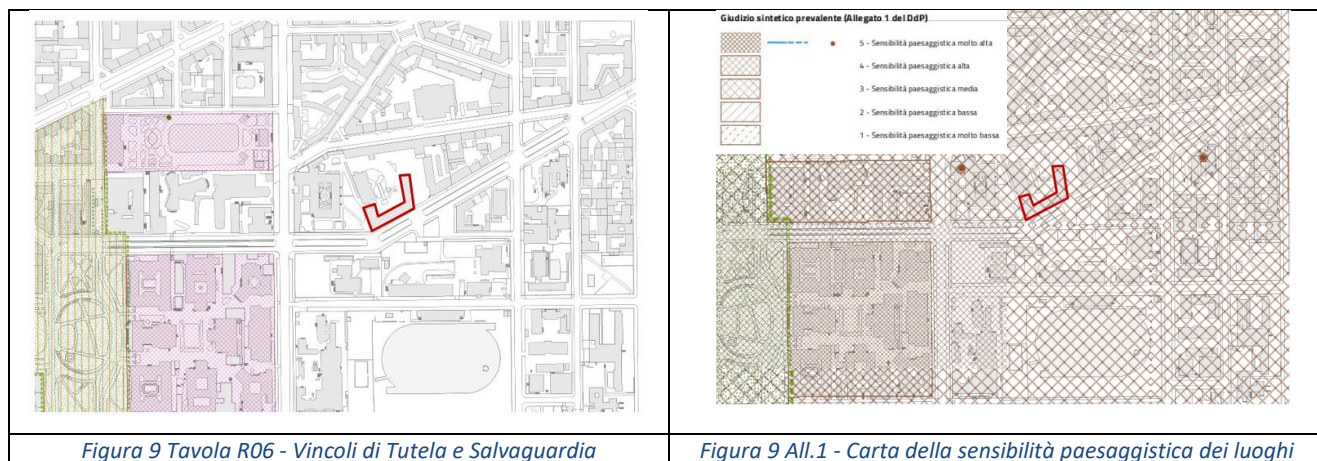 Giudizio sintetico prevalente (Allegato 1 del DdP)
5 - Sensibilità paesaggistica molto alta
4 - Sensibilità paesaggistica alta
3 - Sensibilità paesaggistica media
2 - Sensibilità paesaggistica bassa
1 - Sensibilità paesaggistica molto bassa
Figura 9 Tavola R06 - Vincoli di Tutela e Salvaguardia
Figura 9 All.1 - Carta della sensibilità paesaggistica dei luoghi